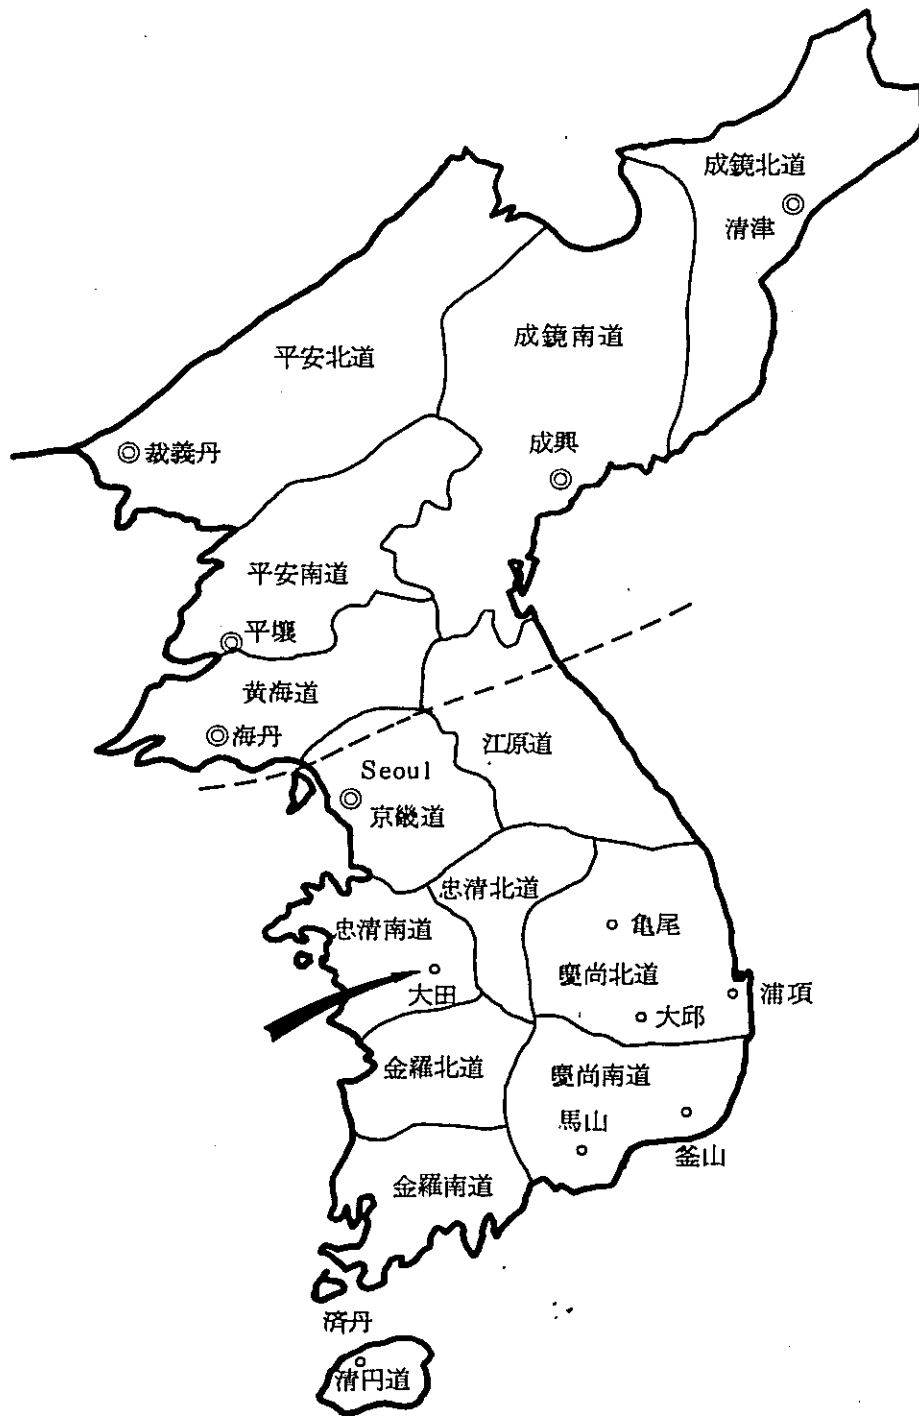 成鏡北道
清津
成鏡南道
平安北道
成興
裁義丹
平安南道
平壤
黄海道
海丹
江原道
Seoul
京畿道
忠清北道
忠清南道
亀尾
慶尚北道
浦項
大田
大邱
金羅北道
慶尚南道
馬山
釜山
金羅南道
済丹
清円道